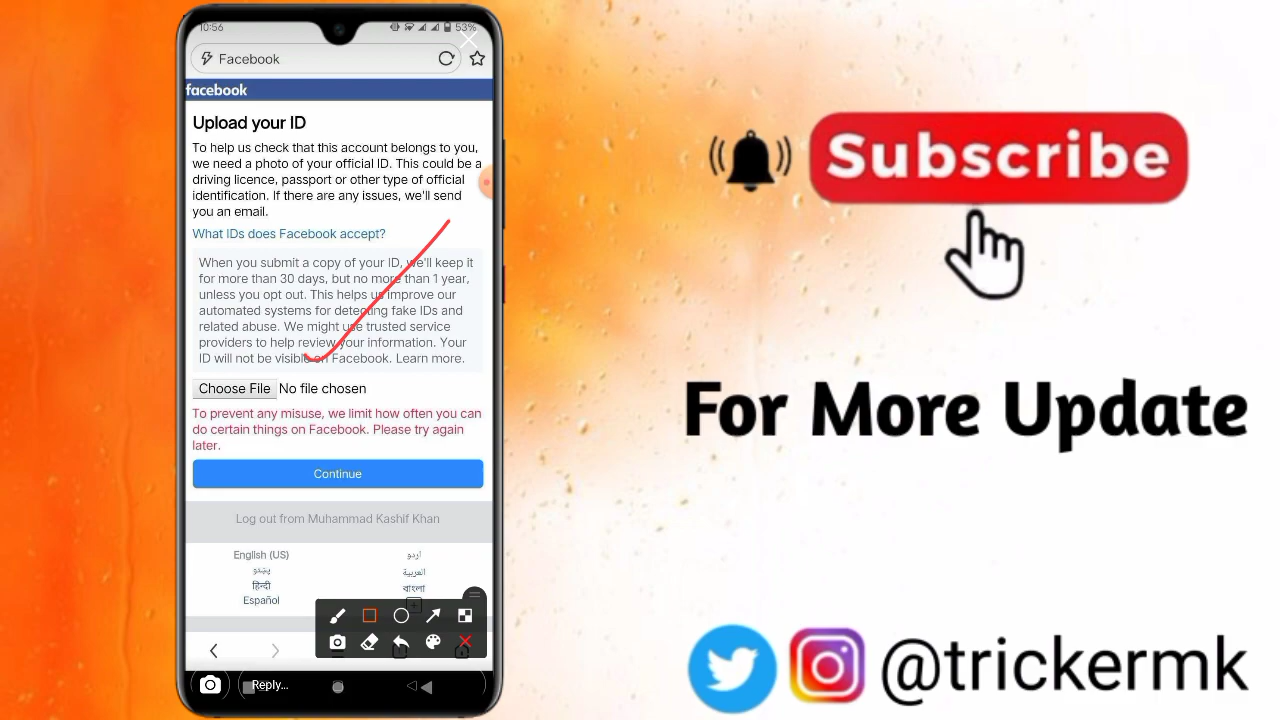 10:56
53%
Facebook
facebook
Upload your ID
To help us check that this account belongs to you,
we need a photo of your official ID. This could be a
driving licence, passport or other type of official
identification. If there are any issues, we'll send
you an email.
What IDs does Facebook accept?
When you submit a copy of your ID, we'll keep it
for more than 30 days, but no more than 1 year,
unless you opt out. This helps us improve our
automated systems for detecting fake IDs and
related abuse. We might use trusted service
providers to help review your information. Your
ID will not be visible on Facebook. Learn more.
Choose File No file chosen
To prevent any misuse, we limit how often you can
do certain things on Facebook. Please try again
later.
Continue
Log out from Muhammad Kashif Khan
English (US)
اردو
پښتو
العربية
हिन्दी
বাংলা
Español
Reply...
Subscribe
For More Update
@trickermk